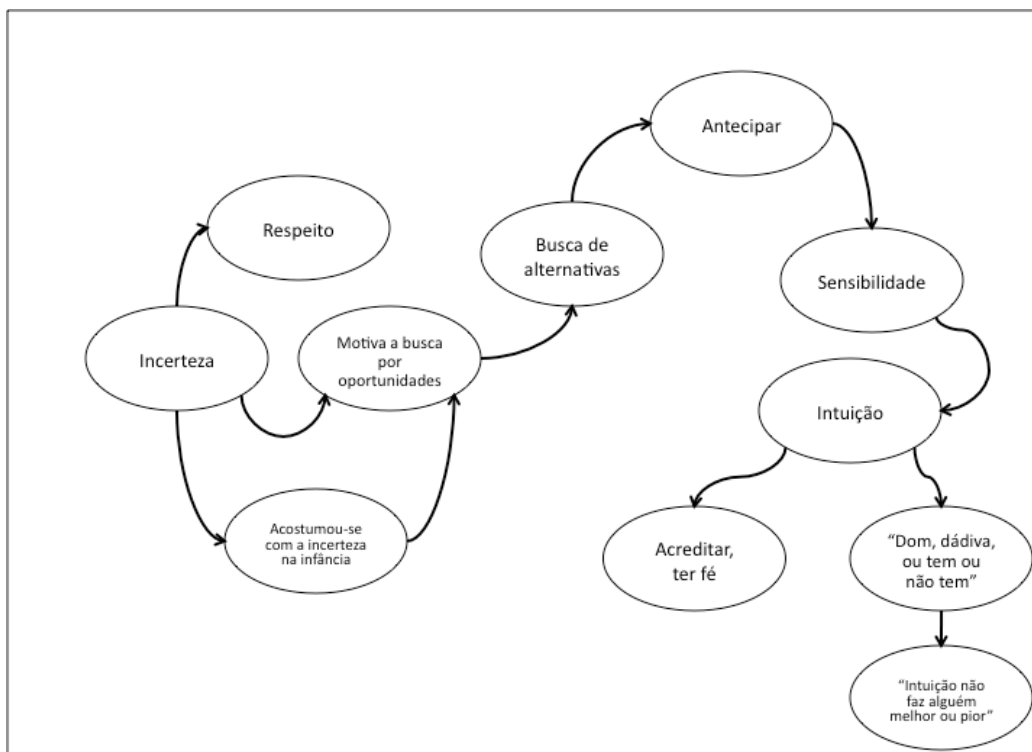 Antecipar
Respeito
Busca de
alternativas
Sensibilidade
Incerteza
Motiva a busca
por
oportunidades
Intuição
Acostumou-se
com a incerteza
na infância
Acreditar,
ter fé
“Dom, dádiva,
ou tem ou
não tem”
“Intuição não
faz alguém
melhor ou pior”